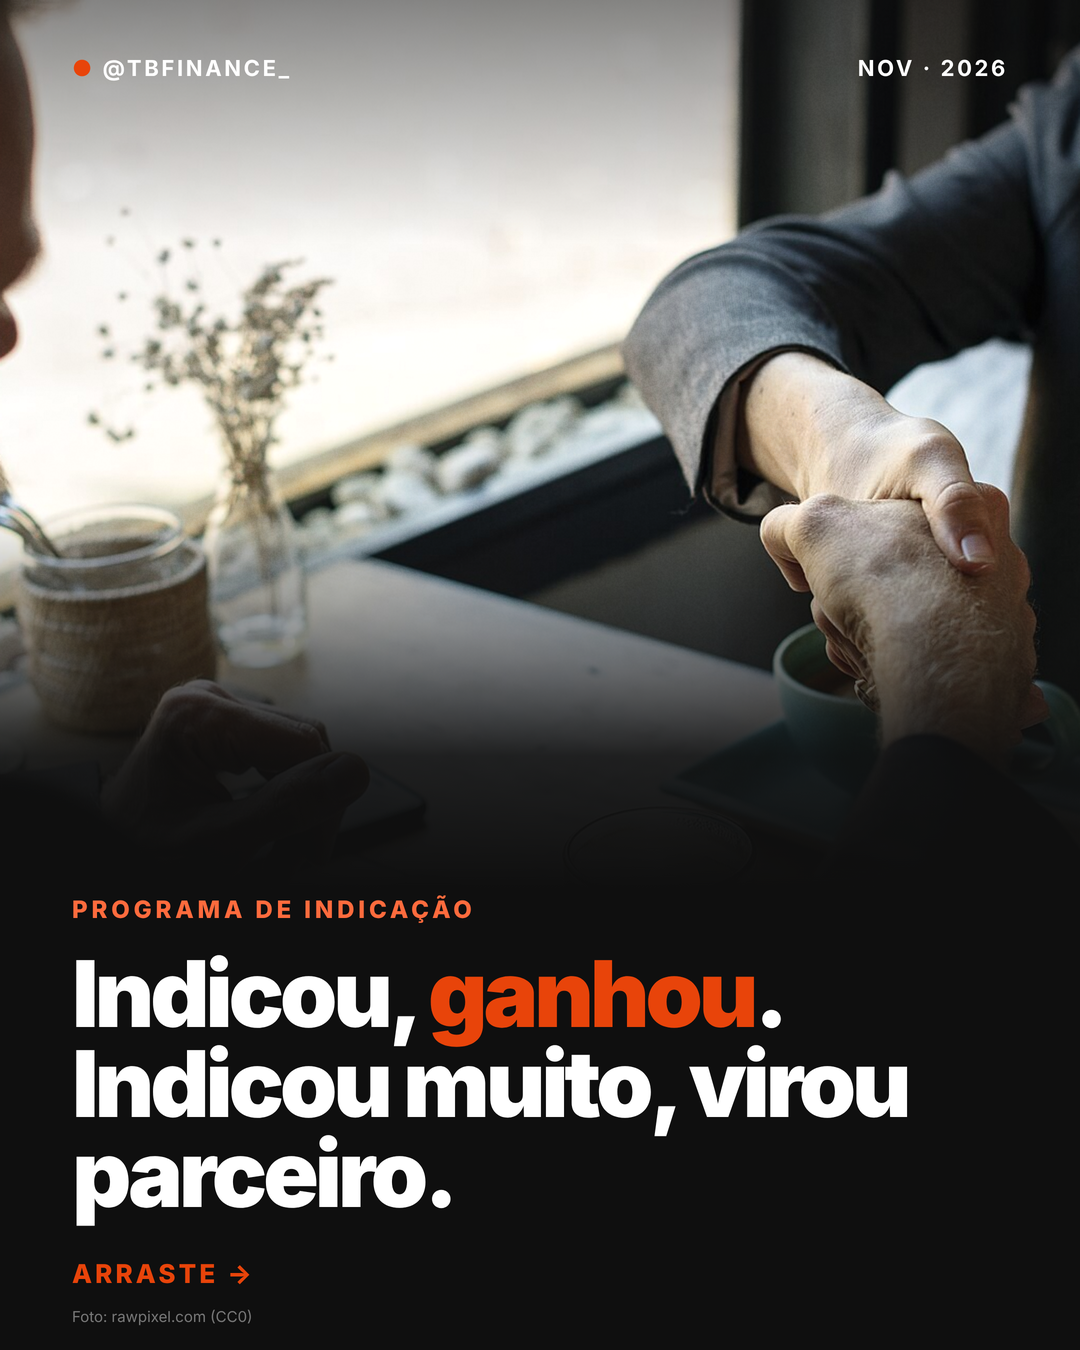 @TBFINANCE_
NOV · 2026
PROGRAMA DE INDICAÇÃO
Indicou, ganhou.
Indicou muito, virou
parceiro.
ARRASTE →
Foto: rawpixel.com (CC0)